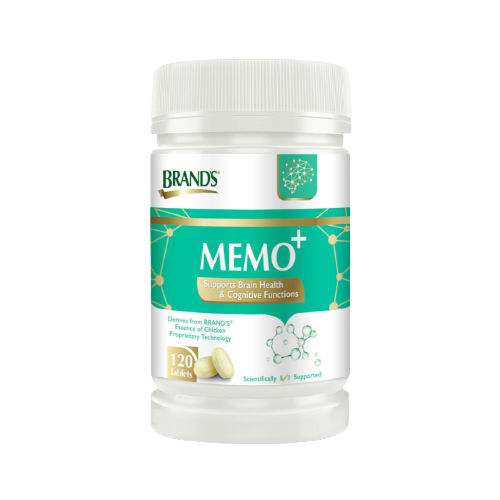 BRAND'S®
MEMO+
Supports Brain Health
& Cognitive Functions
Derives from BRAND'S®
Essence of Chicken
Proprietary Technology
120
Tablets
Scientifically Supported